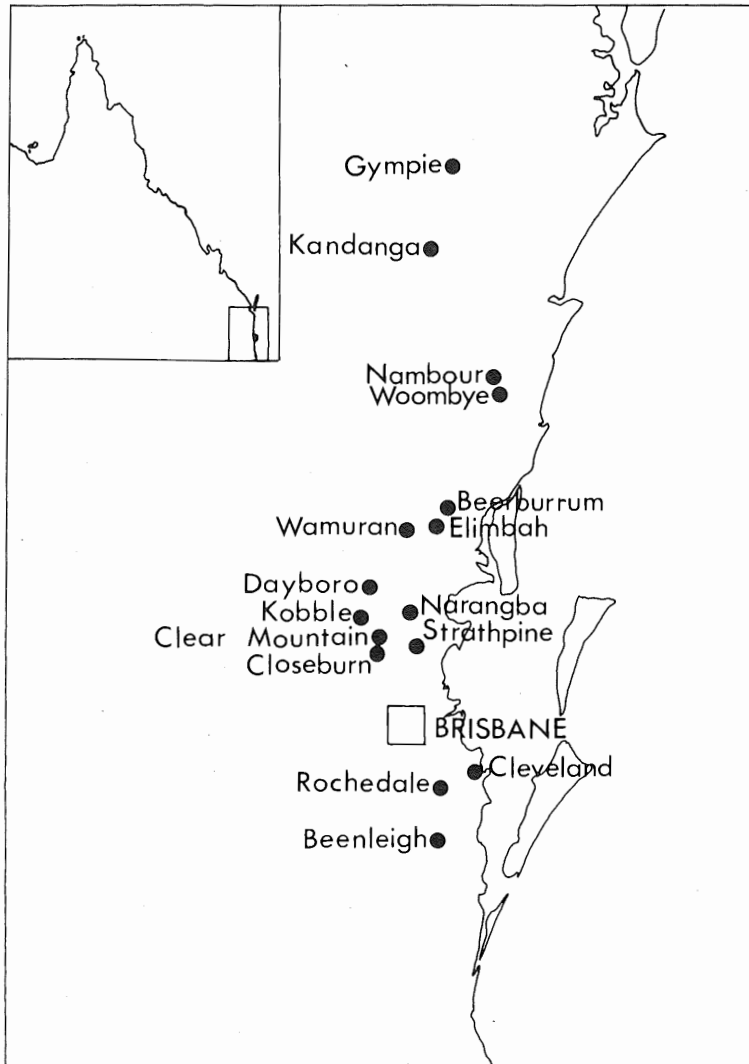 Gympie
Kandanga
Nambour
Woombye
Beerburrum
Wamuran
Elimbah
Dayboro
Kobble
Narangba
Clear Mountain
Strathpine
Closeburn
BRISBANE
Cleveland
Rochedale
Beenleigh